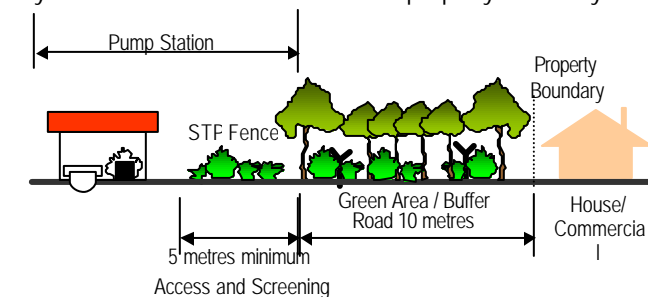 Pump Station
Property
Boundary
STP Fence
Green Area / Buffer
Road 10 metres
House/
Commercia
l
5 metres minimum
Access and Screening